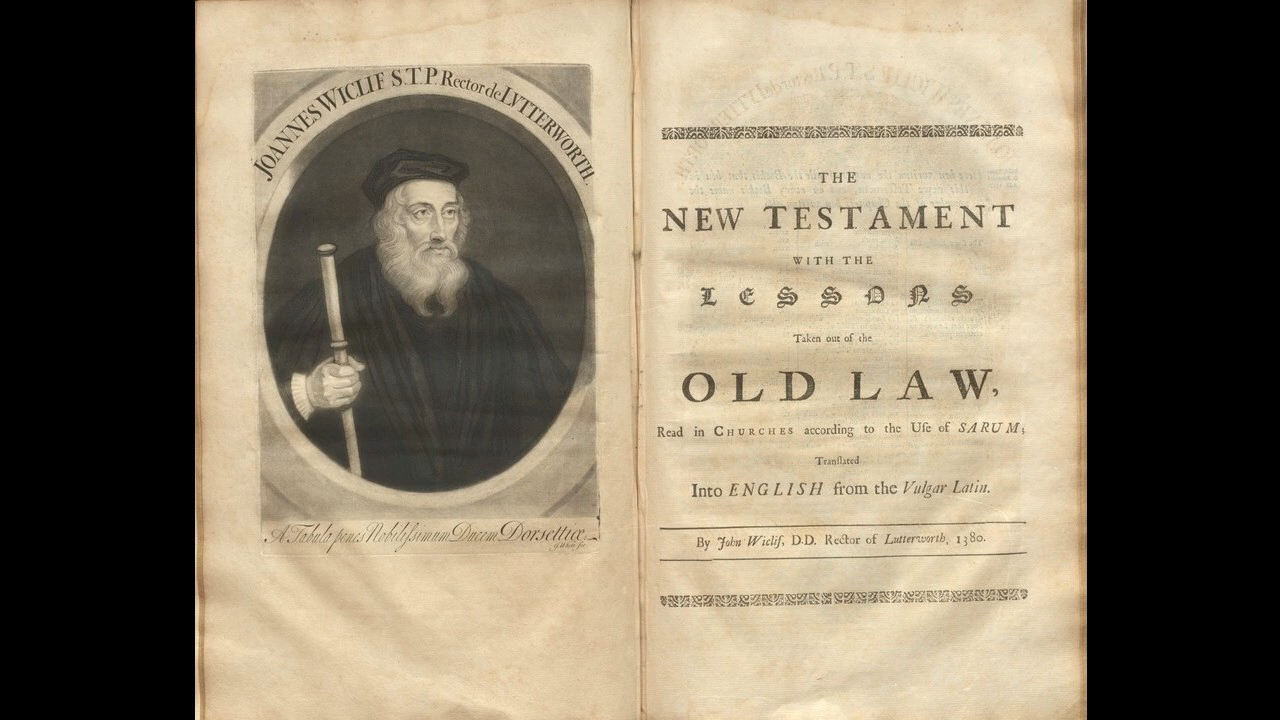 JOANNES WICLIF S.T.P. Rector de LVTTERWORTH.
A Tabula penes Nobilissimum Ducem Dorsettiæ
THE
NEW TESTAMENT
WITH THE
LESSONS
Taken out of the
OLD LAW,
Read in CHURCHES according to the Uſe of SARUM;
Tranſlated
Into ENGLISH from the Vulgar Latin.
By John Wiclif, D.D. Rector of Lutterworth, 1380.